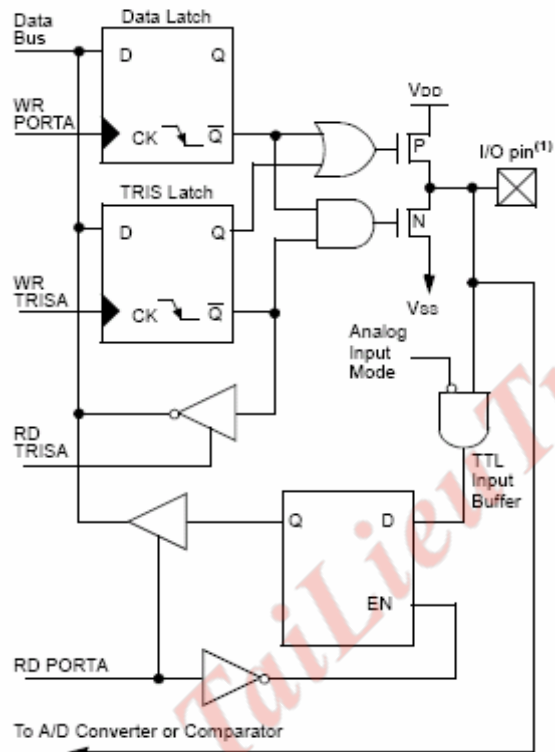 Data Bus
Data Latch
D
Q
WR PORTA
CK
Q
VDD
P
I/O pin(1)
TRIS Latch
D
Q
N
WR TRISA
CK
Q
VSS
Analog Input Mode
RD TRISA
TTL Input Buffer
Q
D
EN
RD PORTA
To A/D Converter or Comparator